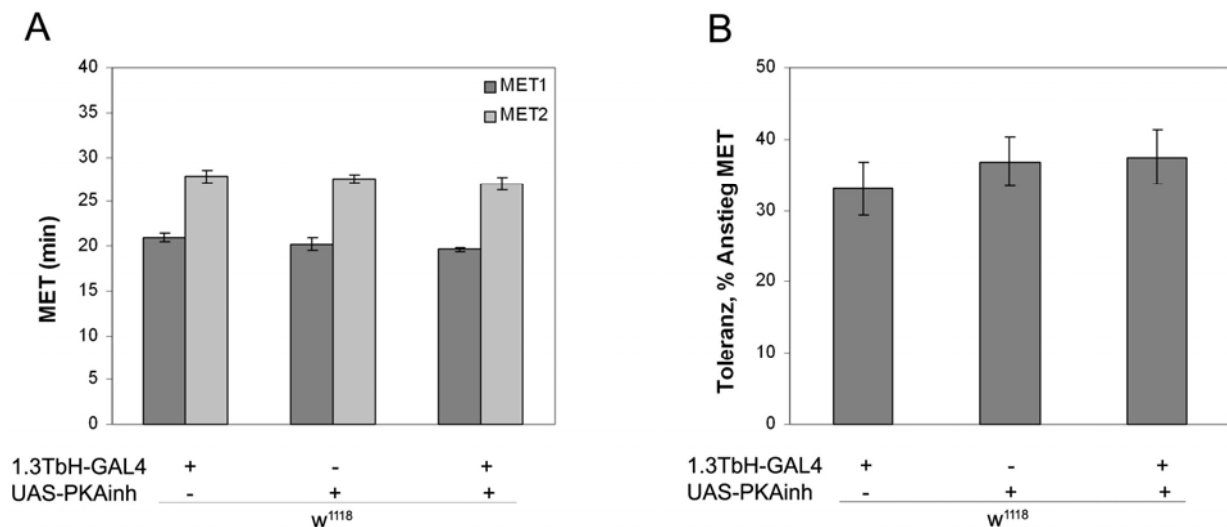 A
MET (min)
40
35
30
25
20
15
10
5
0
MET1
MET2
1.3TbH-GAL4 + - +
UAS-PKAinh - + +
w¹¹¹⁸
B
Toleranz, % Anstieg MET
50
40
30
20
10
0
1.3TbH-GAL4 + - +
UAS-PKAinh - + +
w¹¹¹⁸